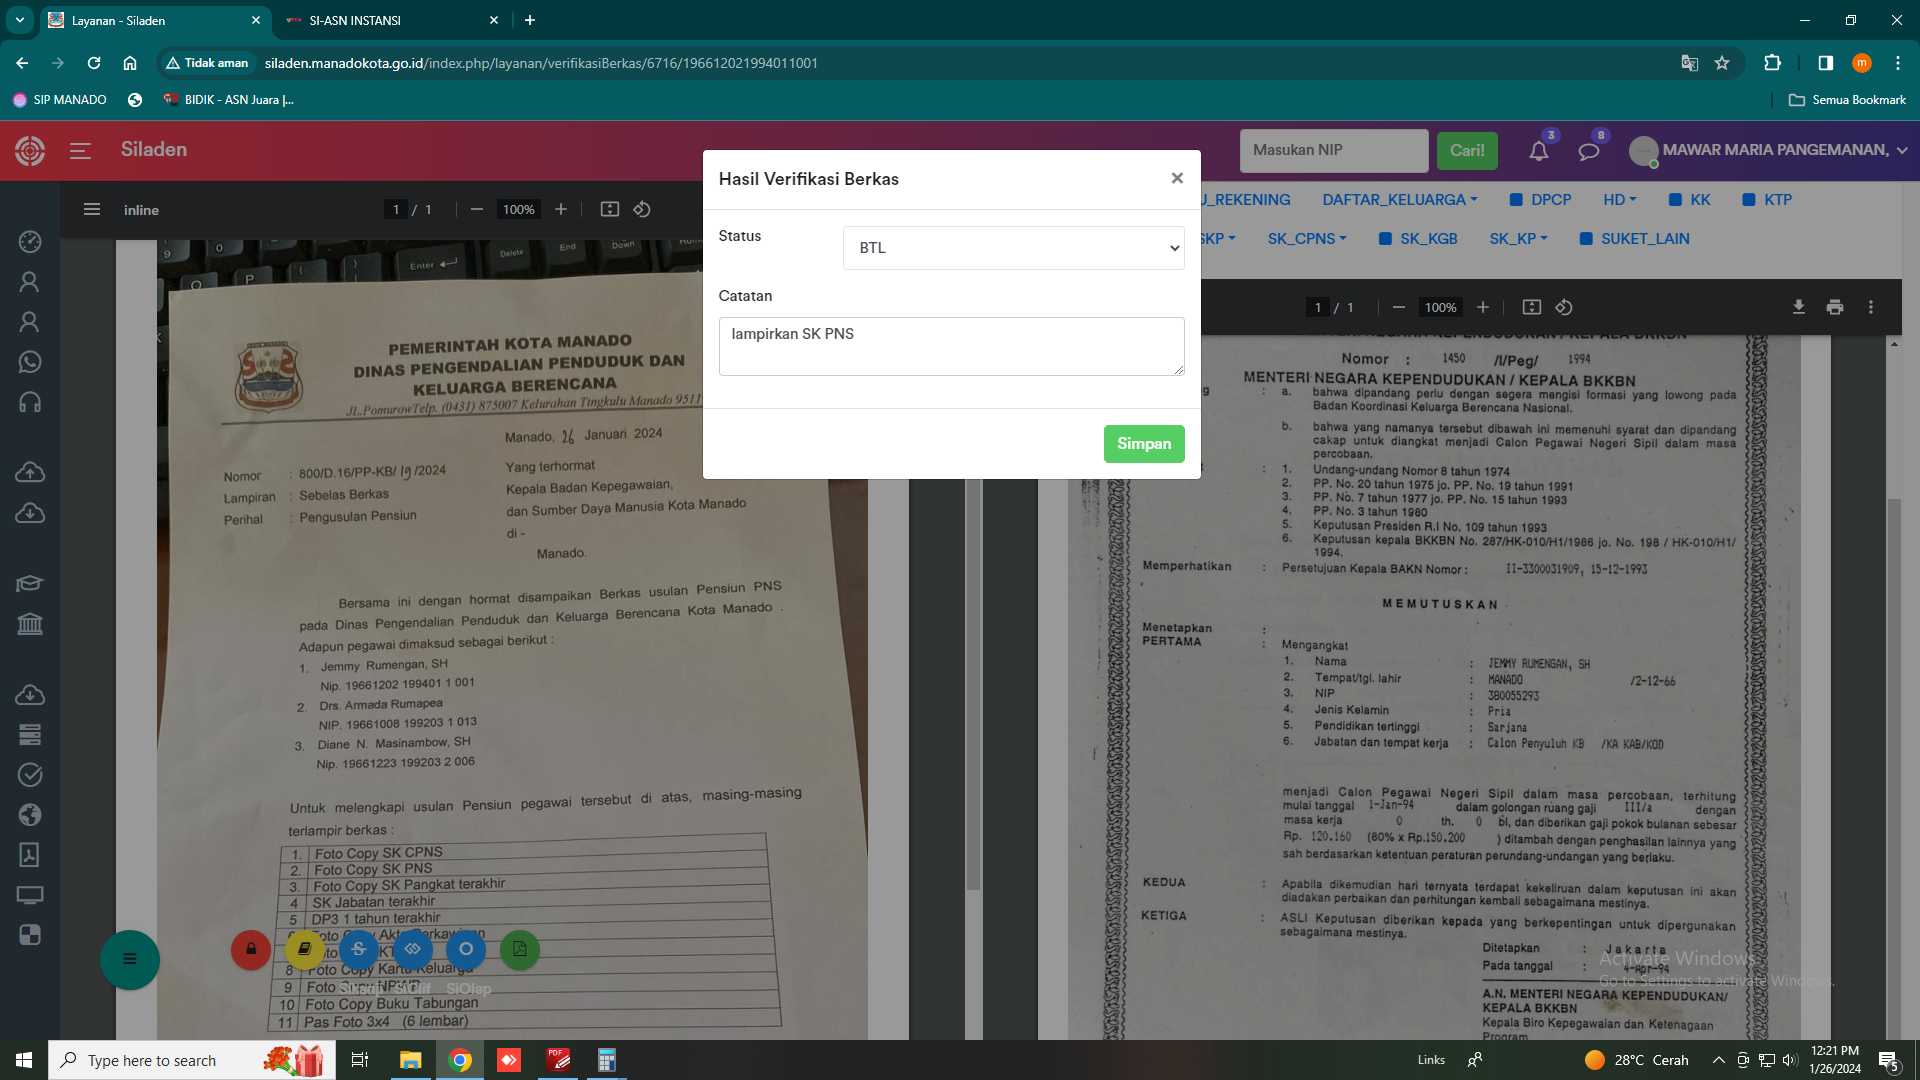 Layanan - Siladen
SI-ASN INSTANSI
Tidak aman
siladen.manadokota.go.id/index.php/layanan/verifikasiBerkas/6716/196612021994011001
SIP MANADO
BIDIK - ASN Juara |...
Semua Bookmark
Siladen
Masukan NIP
Cari!
3
8
MAWAR MARIA PANGEMANAN,
inline
1 / 1
100%
Hasil Verifikasi Berkas
Status
BTL
Catatan
lampirkan SK PNS
Simpan
U_REKENING
DAFTAR_KELUARGA
DPCP
HD
KK
KTP
SKP
SK_CPNS
SK_KGB
SK_KP
SUKET_LAIN
1 / 1
100%
9
0
O
P
Enter
Delete
End
Down
PEMERINTAH KOTA MANADO
DINAS PENGENDALIAN PENDUDUK DAN
KELUARGA BERENCANA
JL.PomurowTelp. (0431) 875007 Kelurahan Tingkulu Manado 9511
Manado, 26 Januari 2024
Nomor : 800/D.16/PP-KB/ 19 /2024
Lampiran : Sebelas Berkas
Perihal : Pengusulan Pensiun
Yang terhormat
Kepala Badan Kepegawaian,
dan Sumber Daya Manusia Kota Manado
di -
Manado.
Bersama ini dengan hormat disampaikan Berkas usulan Pensiun PNS
pada Dinas Pengendalian Penduduk dan Keluarga Berencana Kota Manado .
Adapun pegawai dimaksud sebagai berikut :
1. Jemmy Rumengan, SH
Nip. 19661202 199401 1 001
2. Drs. Armada Rumapea
NIP. 19661008 199203 1 013
3. Diane N. Masinambow, SH
Nip. 19661223 199203 2 006
Untuk melengkapi usulan Pensiun pegawai tersebut di atas, masing-masing
terlampir berkas :
1. Foto Copy SK CPNS
2. Foto Copy SK PNS
3. Foto Copy SK Pangkat terakhir
4 SK Jabatan terakhir
5 DP3 1 tahun terakhir
8 Foto Copy Kartu Keluarga
9 Foto Copy NPWP
10 Foto Copy Buku Tabungan
11 Pas Foto 3x4 (6 lembar)
SiOlap
Nomor : 1450 /I/Peg/ 1994
MENTERI NEGARA KEPENDUDUKAN / KEPALA BKKBN
: a. bahwa dipandang perlu dengan segera mengisi formasi yang lowong pada
Badan Koordinasi Keluarga Berencana Nasional.
b. bahwa yang namanya tersebut dibawah ini memenuhi syarat dan dipandang
cakap untuk diangkat menjadi Calon Pegawai Negeri Sipil dalam masa
percobaan.
: 1. Undang-undang Nomor 8 tahun 1974
2. PP. No. 20 tahun 1975 jo. PP. No. 19 tahun 1991
3. PP. No. 7 tahun 1977 jo. PP. No. 15 tahun 1993
4. PP. No. 3 tahun 1980
5. Keputusan Presiden R.I No. 109 tahun 1993
6. Keputusan kepala BKKBN No. 287/HK-010/H1/1986 jo. No. 198 / HK-010/H1/
1994.
Memperhatikan : Persetujuan Kepala BAKN Nomor : II-3300031909, 15-12-1993
MEMUTUSKAN
Menetapkan :
PERTAMA : Mengangkat
1. Nama : JEMMY RUMENGAN, SH
2. Tempat/tgl. lahir : MANADO /2-12-66
3. NIP : 380055293
4. Jenis Kelamin : Pria
5. Pendidikan tertinggi : Sarjana
6. Jabatan dan tempat kerja : Calon Penyuluh KB /KA KAB/KOD
menjadi Calon Pegawai Negeri Sipil dalam masa percobaan, terhitung
mulai tanggal 1-Jan-94 dalam golongan ruang gaji III/a dengan
masa kerja 0 th. 0 bl, dan diberikan gaji pokok bulanan sebesar
Rp. 120.160 (80% x Rp.150.200 ) ditambah dengan penghasilan lainnya yang
sah berdasarkan ketentuan peraturan perundang-undangan yang berlaku.
KEDUA : Apabila dikemudian hari ternyata terdapat kekeliruan dalam keputusan ini akan
diadakan perbaikan dan perhitungan kembali sebagaimana mestinya.
KETIGA : ASLI Keputusan diberikan kepada yang berkepentingan untuk dipergunakan
sebagaimana mestinya.
Ditetapkan : Jakarta
Pada tanggal : 4-Apr-94
A.N. MENTERI NEGARA KEPENDUDUKAN/
KEPALA BKKBN
Kepala Biro Kepegawaian dan Ketenagaan
Program
Activate Windows
Go to Settings to activate Windows.
Type here to search
Links
28°C Cerah
12:21 PM
1/26/2024
5